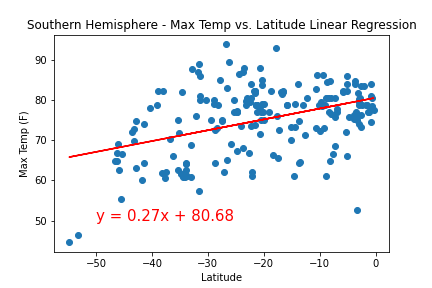 Southern Hemisphere - Max Temp vs. Latitude Linear Regression
Max Temp (F)
90
80
70
60
50
y = 0.27x + 80.68
−50
−40
−30
−20
−10
0
Latitude